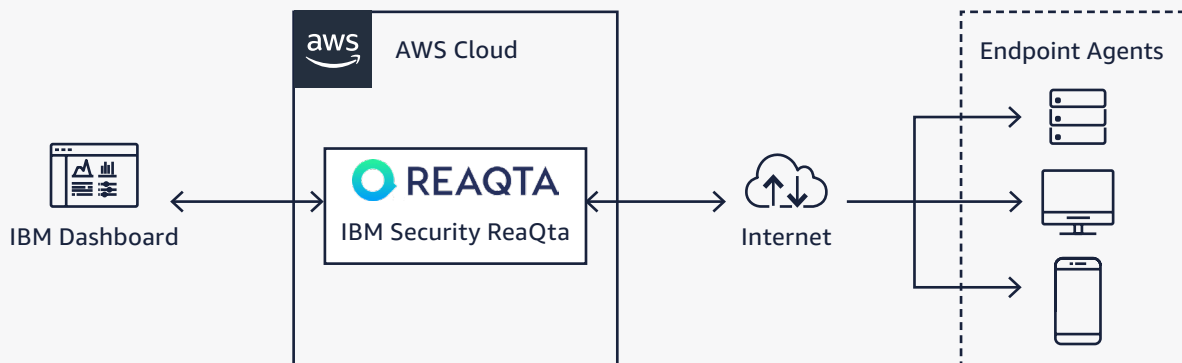 aws
AWS Cloud
Endpoint Agents
REAQTA
IBM Security ReaQta
IBM Dashboard
Internet